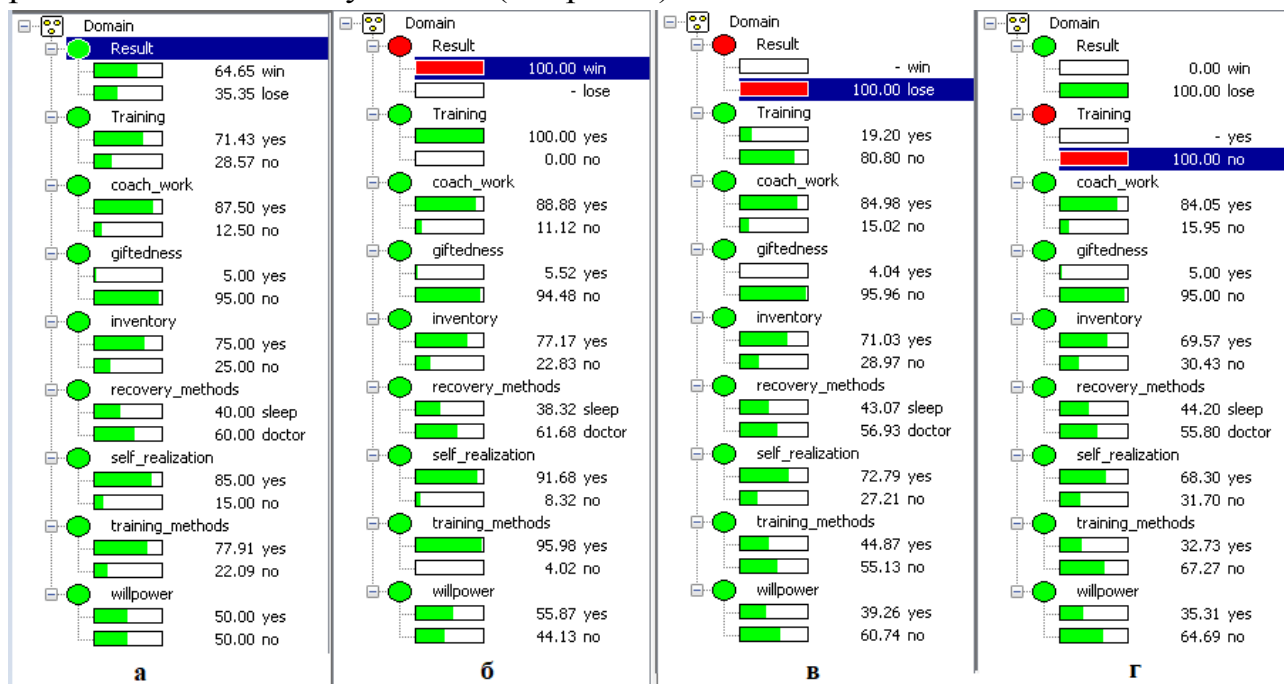 Domain
Result
64.65 win
35.35 lose
Training
71.43 yes
28.57 no
coach_work
87.50 yes
12.50 no
giftedness
5.00 yes
95.00 no
inventory
75.00 yes
25.00 no
recovery_methods
40.00 sleep
60.00 doctor
self_realization
85.00 yes
15.00 no
training_methods
77.91 yes
22.09 no
willpower
50.00 yes
50.00 no
а
Domain
Result
100.00 win
- lose
Training
100.00 yes
0.00 no
coach_work
88.88 yes
11.12 no
giftedness
5.52 yes
94.48 no
inventory
77.17 yes
22.83 no
recovery_methods
38.32 sleep
61.68 doctor
self_realization
91.68 yes
8.32 no
training_methods
95.98 yes
4.02 no
willpower
55.87 yes
44.13 no
б
Domain
Result
- win
100.00 lose
Training
19.20 yes
80.80 no
coach_work
84.98 yes
15.02 no
giftedness
4.04 yes
95.96 no
inventory
71.03 yes
28.97 no
recovery_methods
43.07 sleep
56.93 doctor
self_realization
72.79 yes
27.21 no
training_methods
44.87 yes
55.13 no
willpower
39.26 yes
60.74 no
в
Domain
Result
0.00 win
100.00 lose
Training
- yes
100.00 no
coach_work
84.05 yes
15.95 no
giftedness
5.00 yes
95.00 no
inventory
69.57 yes
30.43 no
recovery_methods
44.20 sleep
55.80 doctor
self_realization
68.30 yes
31.70 no
training_methods
32.73 yes
67.27 no
willpower
35.31 yes
64.69 no
г